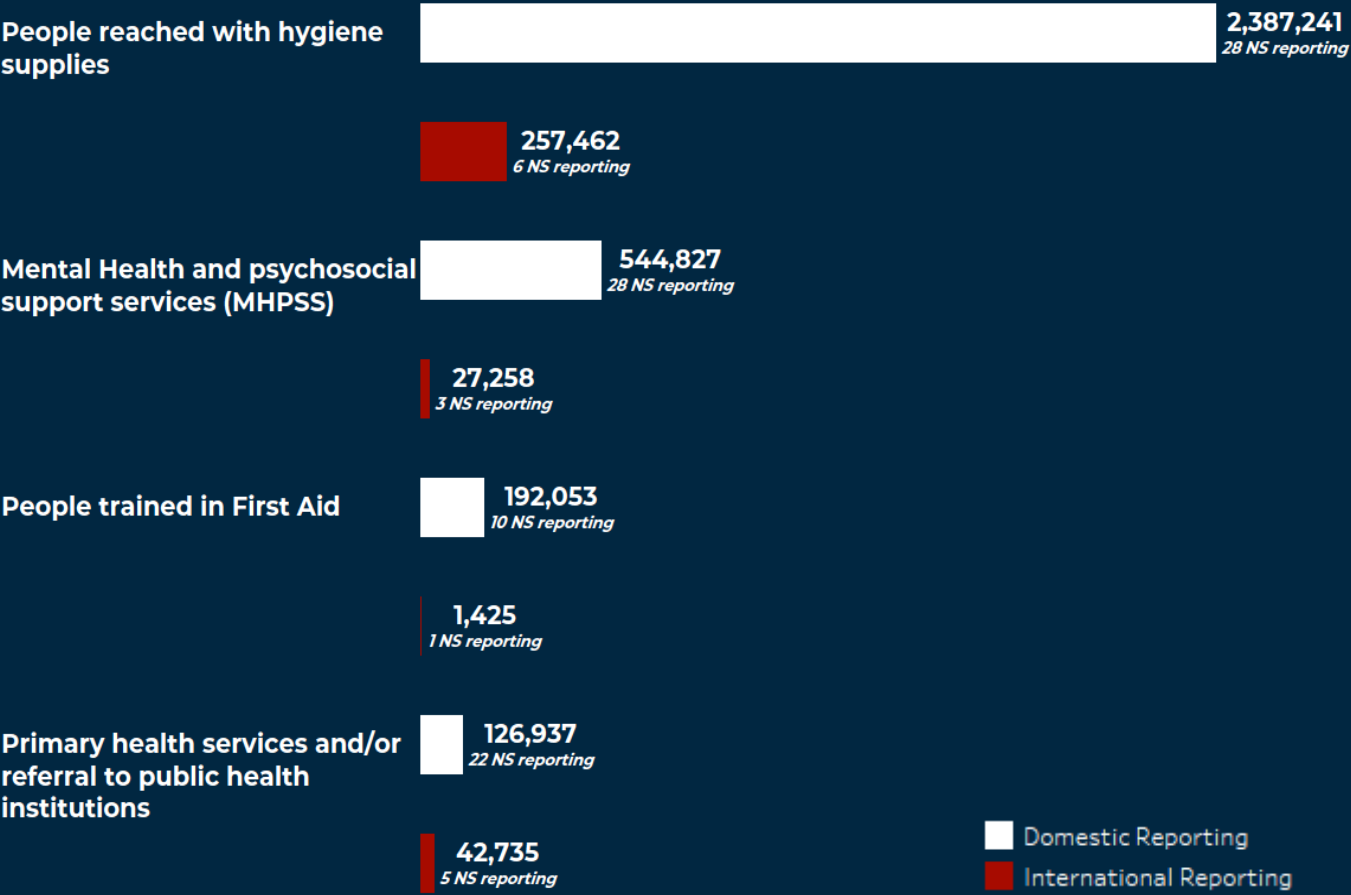 People reached with hygiene
supplies
2,387,241
28 NS reporting
257,462
6 NS reporting
Mental Health and psychosocial
support services (MHPSS)
544,827
28 NS reporting
27,258
3 NS reporting
People trained in First Aid
192,053
10 NS reporting
1,425
1 NS reporting
Primary health services and/or
referral to public health
institutions
126,937
22 NS reporting
42,735
5 NS reporting
Domestic Reporting
International Reporting